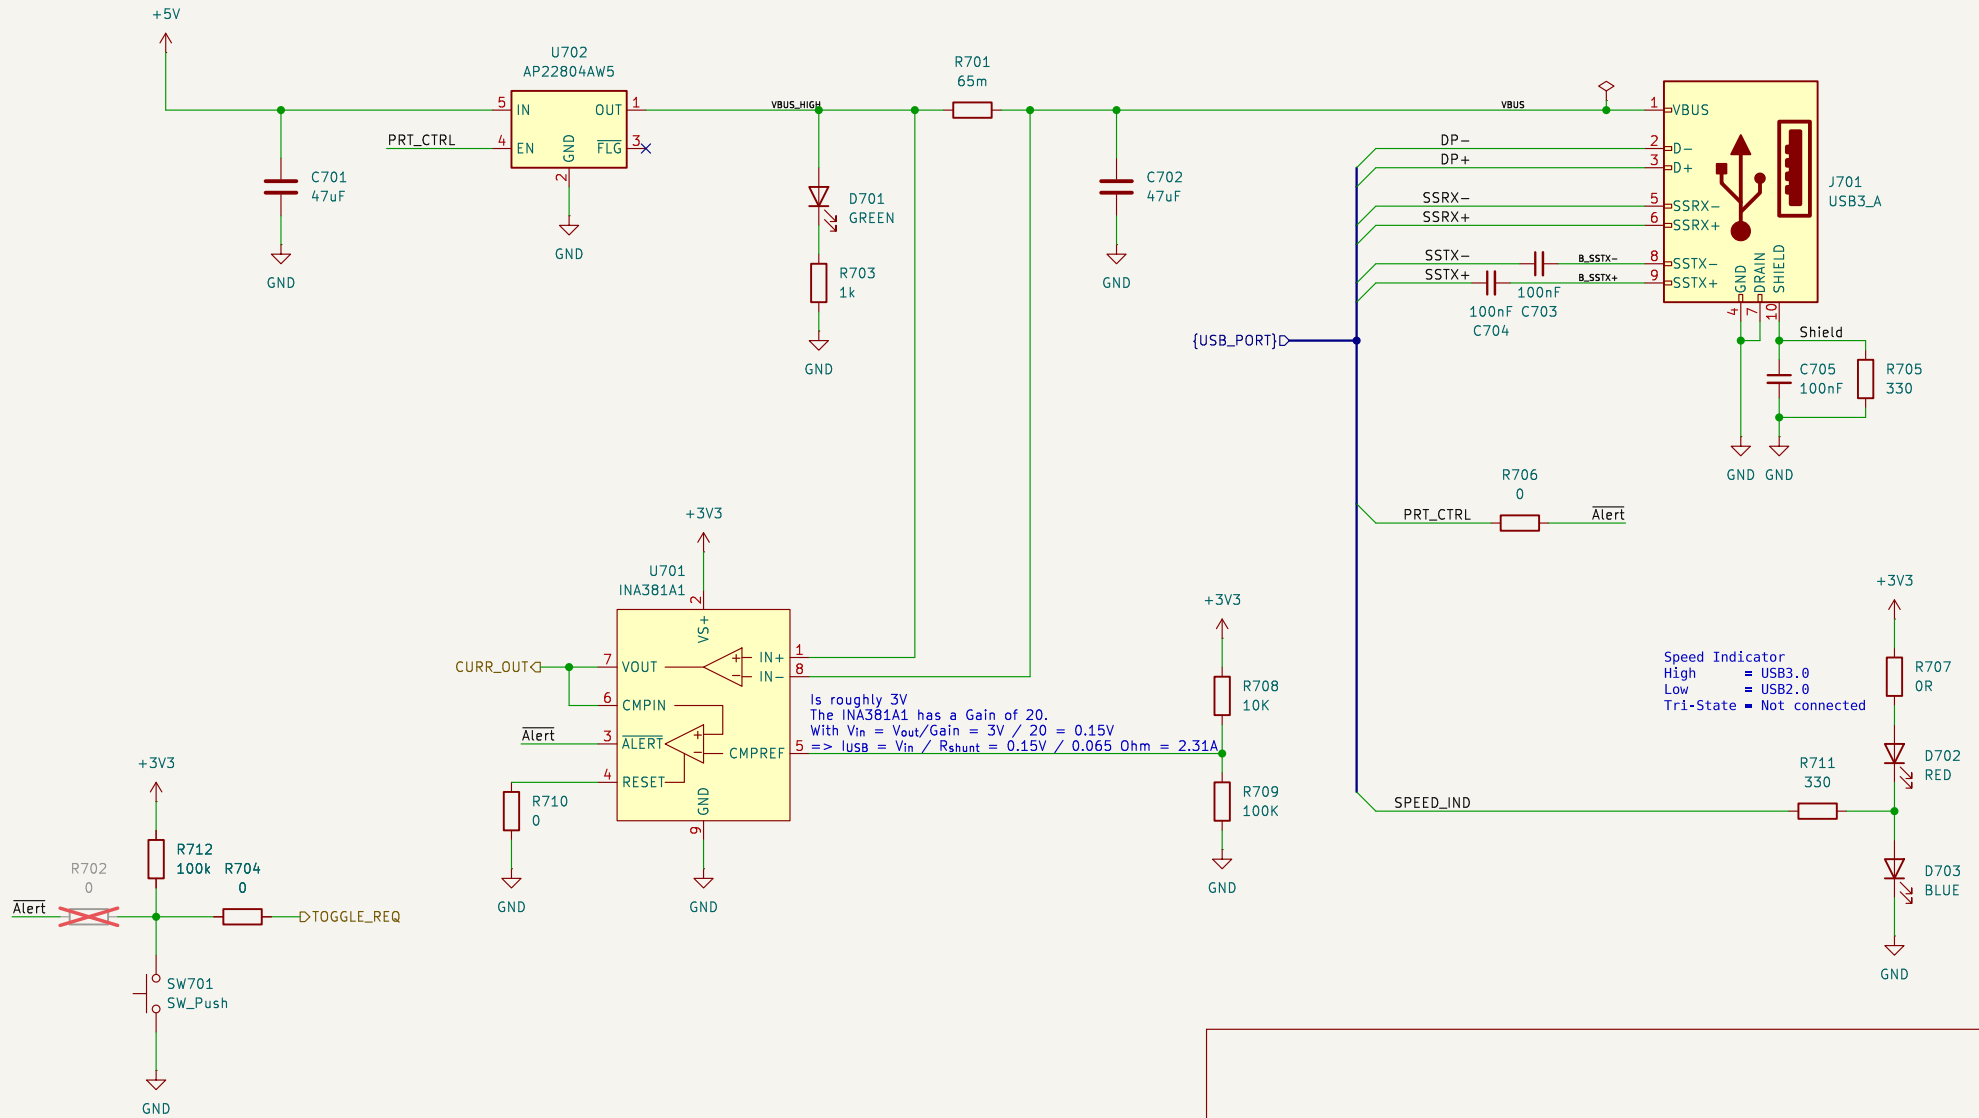 +5V
U702
AP22804AW5
5
IN
OUT
1
PRT_CTRL
4
EN
GND
FLG
3
2
GND
C701
47uF
GND
VBUS_HIGH
R701
65m
D701
GREEN
R703
1k
GND
C702
47uF
GND
VBUS
1
VBUS
DP-
2
D-
DP+
3
D+
SSRX-
5
SSRX-
SSRX+
6
SSRX+
SSTX-
B_SSTX-
8
SSTX-
SSTX+
B_SSTX+
9
SSTX+
100nF
100nF C703
C704
GND
DRAIN
SHIELD
4
7
10
J701
USB3_A
{USB_PORT}
Shield
C705
100nF
R705
330
GND
GND
R706
0
PRT_CTRL
Alert
+3V3
U701
INA381A1
2
VS+
CURR_OUT
7
VOUT
6
CMPIN
Alert
3
ALERT
4
RESET
IN+
1
IN-
8
CMPREF
5
GND
9
GND
R710
0
GND
Is roughly 3V
The INA381A1 has a Gain of 20.
With Vin = Vout/Gain = 3V / 20 = 0.15V
=> IUSB = Vin / Rshunt = 0.15V / 0.065 Ohm = 2.31A
+3V3
R708
10K
R709
100K
GND
+3V3
Speed Indicator
High = USB3.0
Low = USB2.0
Tri-State = Not connected
R707
0R
D702
RED
R711
330
SPEED_IND
D703
BLUE
GND
+3V3
R712
100k
R702
0
R704
0
Alert
TOGGLE_REQ
SW701
SW_Push
GND